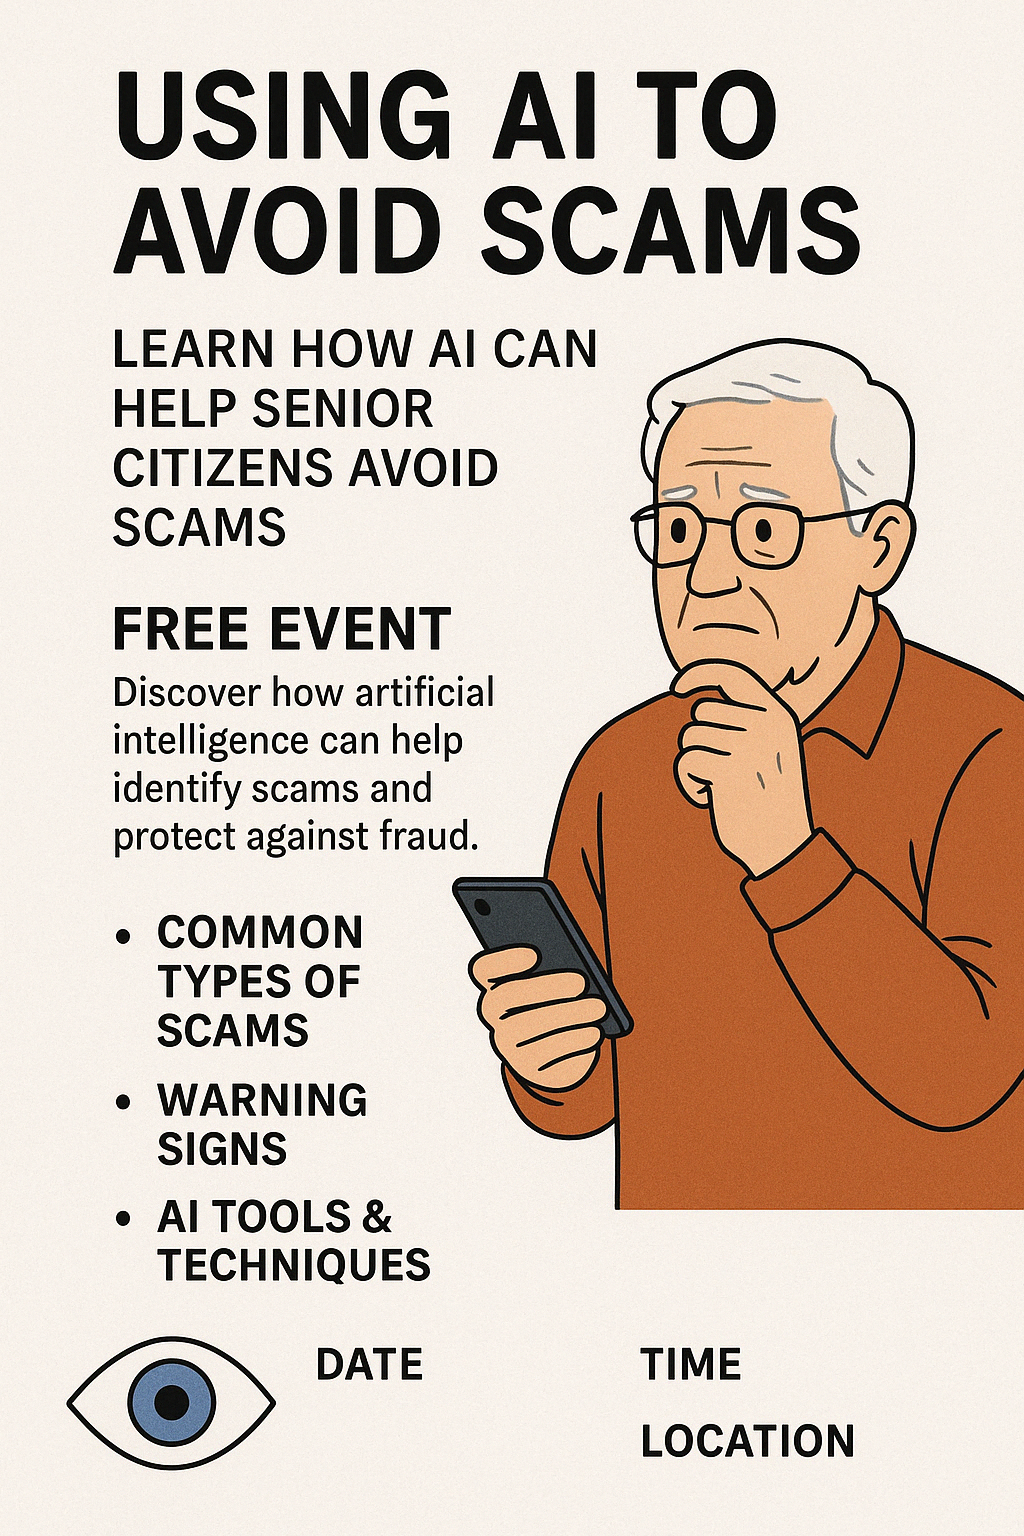 USING AI TO
AVOID SCAMS
LEARN HOW AI CAN
HELP SENIOR
CITIZENS AVOID
SCAMS
FREE EVENT
Discover how artificial
intelligence can help
identify scams and
protect against fraud.
• COMMON
TYPES OF
SCAMS
• WARNING
SIGNS
• AI TOOLS &
TECHNIQUES
DATE
TIME
LOCATION